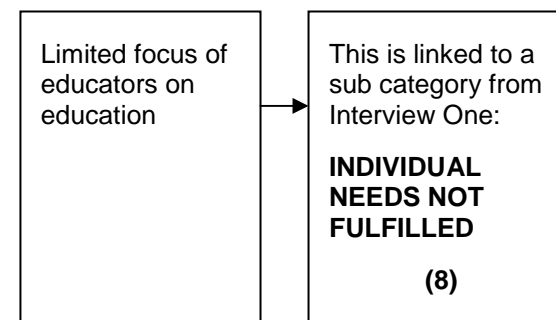 Limited focus of
educators on
education
This is linked to a
sub category from
Interview One:
INDIVIDUAL
NEEDS NOT
FULFILLED
(8)